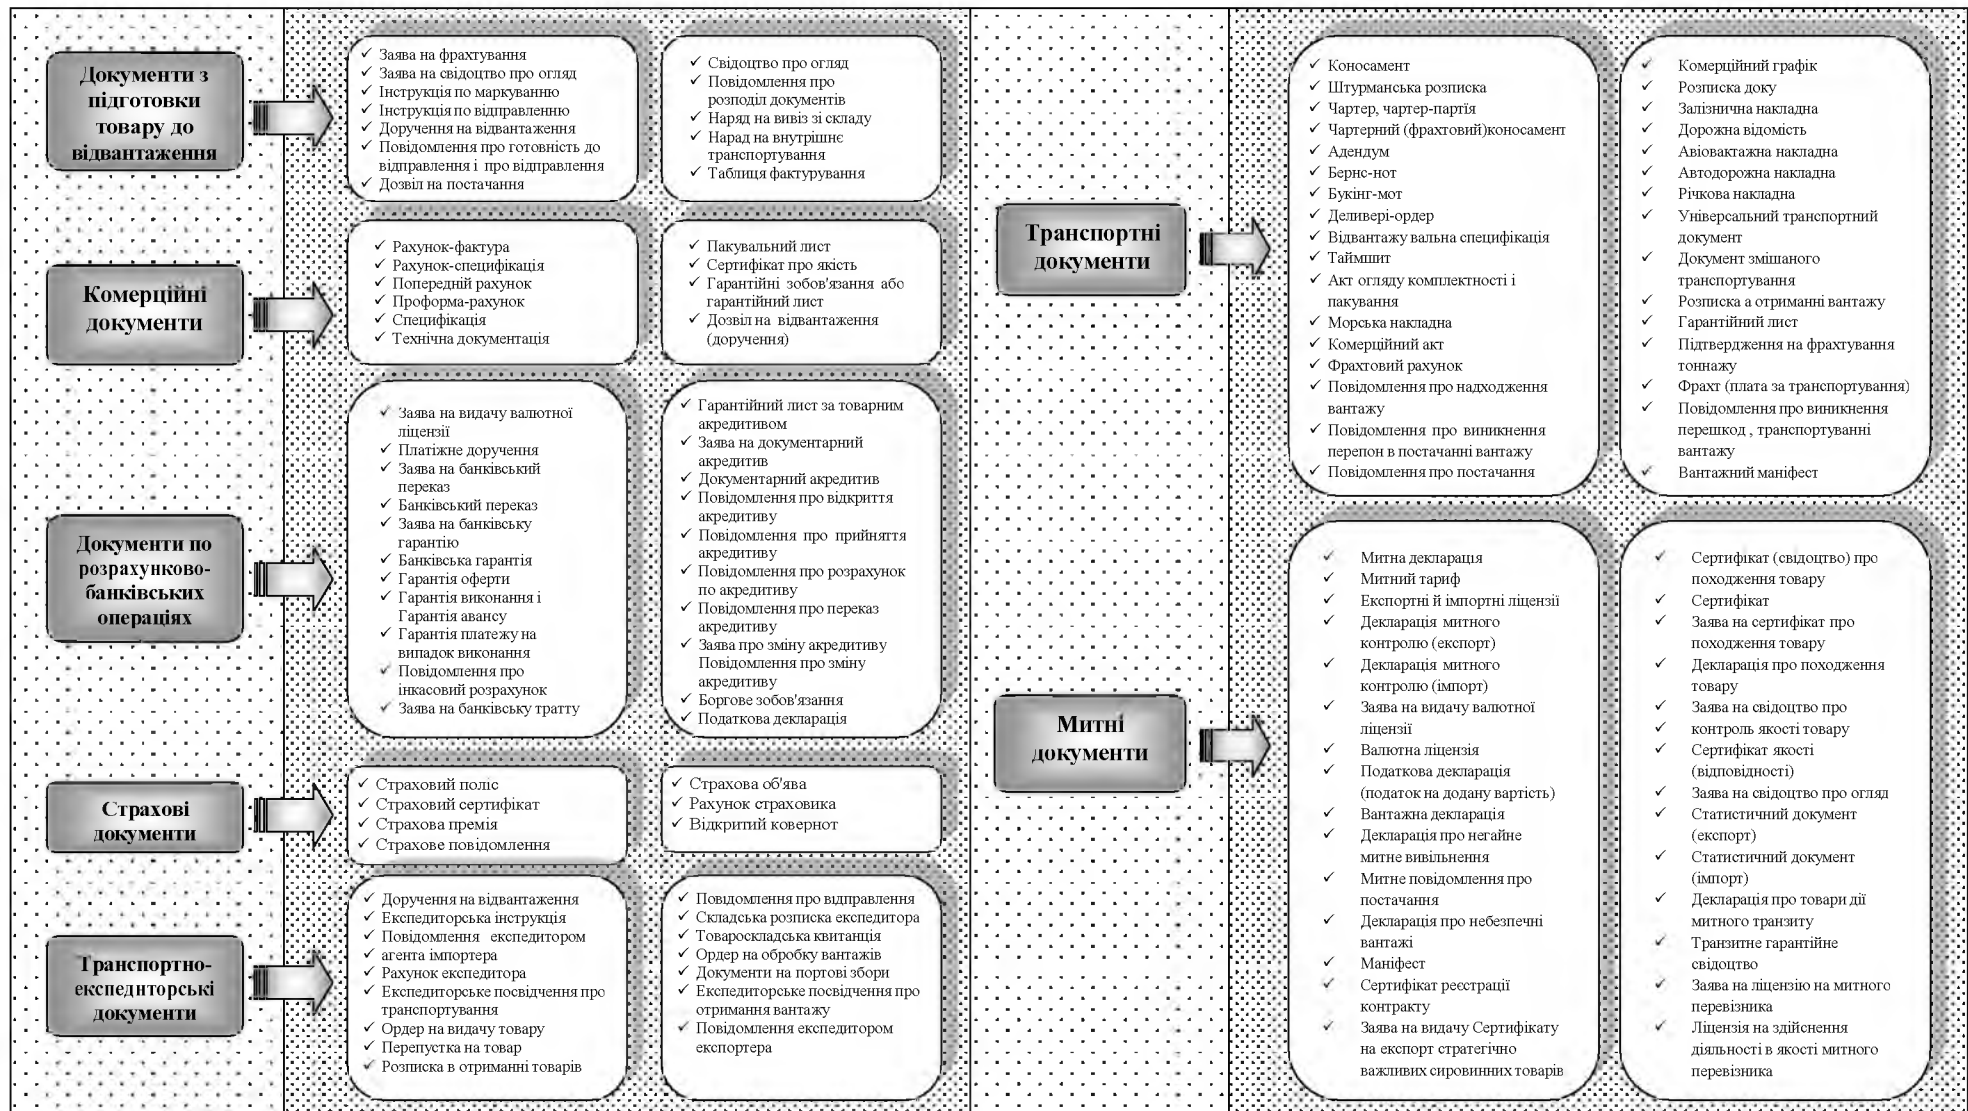 Документи з
підготовки
товару до
відвантаження
Заява на фрахтування
Заява на свідоцтво про огляд
Інструкція по маркуванню
Інструкція по відправленню
Доручення на відвантаження
Повідомлення про готовність до
відправлення і про відправлення
Дозвіл на постачання
Свідоцтво про огляд
Повідомлення про
розподіл документів
Наряд на вивіз зі складу
Нарад на внутрішнє
транспортування
Таблиця фактурування
Комерційні
документи
Рахунок-фактура
Рахунок-специфікація
Попередній рахунок
Проформа-рахунок
Специфікація
Технічна документація
Пакувальний лист
Сертифікат про якість
Гарантійні зобов'язання або
гарантійний лист
Дозвіл на відвантаження
(доручення)
Документи по
розрахунково-
банківських
операціях
Заява на видачу валютної
ліцензії
Платіжне доручення
Заява на банківський
переказ
Банківський переказ
Заява на банківську
гарантію
Банківська гарантія
Гарантія оферти
Гарантія виконання і
Гарантія авансу
Гарантія платежу на
випадок виконання
Повідомлення про
інкасовий розрахунок
Заява на банківську тратту
Гарантійний лист за товарним
акредитивом
Заява на документарний
акредитив
Документарний акредитив
Повідомлення про відкриття
акредитиву
Повідомлення про прийняття
акредитиву
Повідомлення про розрахунок
по акредитиву
Повідомлення про переказ
акредитиву
Заява про зміну акредитиву
Повідомлення про зміну
акредитиву
Боргове зобов'язання
Податкова декларація
Страхові
документи
Страховий поліс
Страховий сертифікат
Страхова премія
Страхове повідомлення
Страхова об'ява
Рахунок страховика
Відкритий ковернот
Транспортно-
експедиторські
документи
Доручення на відвантаження
Експедиторська інструкція
Повідомлення експедитором
агента імпортера
Рахунок експедитора
Експедиторське посвідчення про
транспортування
Ордер на видачу товару
Перепустка на товар
Розписка в отриманні товарів
Повідомлення про відправлення
Складська розписка експедитора
Товароскладська квитанція
Ордер на обробку вантажів
Документи на портові збори
Експедиторське посвідчення про
отримання вантажу
Повідомлення експедитором
експортера
Транспортні
документи
Коносамент
Штурманська розписка
Чартер, чартер-партїя
Чартерний (фрахтовий)коносамент
Адендум
Бернс-нот
Букінг-мот
Деливері-ордер
Відвантажу вальна специфікація
Таймшит
Акт огляду комплектності і
пакування
Морська накладна
Комерційний акт
Фрахтовий рахунок
Повідомлення про надходження
вантажу
Повідомлення про виникнення
перепон в постачанні вантажу
Повідомлення про постачання
Комерційний графік
Розписка доку
Залізнична накладна
Дорожна відомість
Авіовактажна накладна
Автодорожна накладна
Річкова накладна
Універсальний транспортний
документ
Документ змішаного
транспортування
Розписка а отриманні вантажу
Гарантійний лист
Підтвердження на фрахтування
тоннажу
Фрахт (плата за транспортування)
Повідомлення про виникнення
перешкод , транспортуванні
вантажу
Вантажний маніфест
Митні
документи
Митна декларація
Митний тариф
Експортні й імпортні ліцензії
Декларація митного
контролю (експорт)
Декларація митного
контролю (імпорт)
Заява на видачу валютної
ліцензії
Валютна ліцензія
Податкова декларація
(податок на додану вартість)
Вантажна декларація
Декларація про негайне
митне вивільнення
Митне повідомлення про
постачання
Декларація про небезпечні
вантажі
Маніфест
Сертифікат реєстрації
контракту
Заява на видачу Сертифікату
на експорт стратегічно
важливих сировинних товарів
Сертифікат (свідоцтво) про
походження товару
Сертифікат
Заява на сертифікат про
походження товару
Декларація про походження
товару
Заява на свідоцтво про
контроль якості товару
Сертифікат якості
(відповідності)
Заява на свідоцтво про огляд
Статистичний документ
(експорт)
Статистичний документ
(імпорт)
Декларація про товари дії
митного транзиту
Транзитне гарантійне
свідоцтво
Заява на ліцензію на митного
перевізника
Ліцензія на здійснення
діяльності в якості митного
перевізника